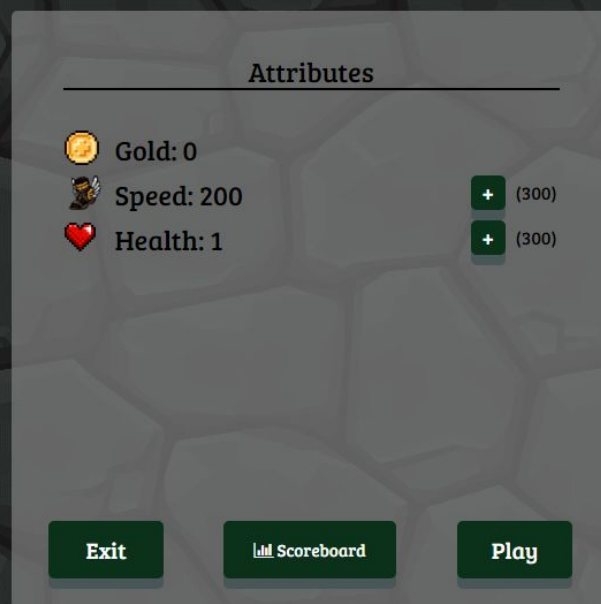 Attributes
Gold: 0
Speed: 200 + (300)
Health: 1 + (300)
Exit Scoreboard Play